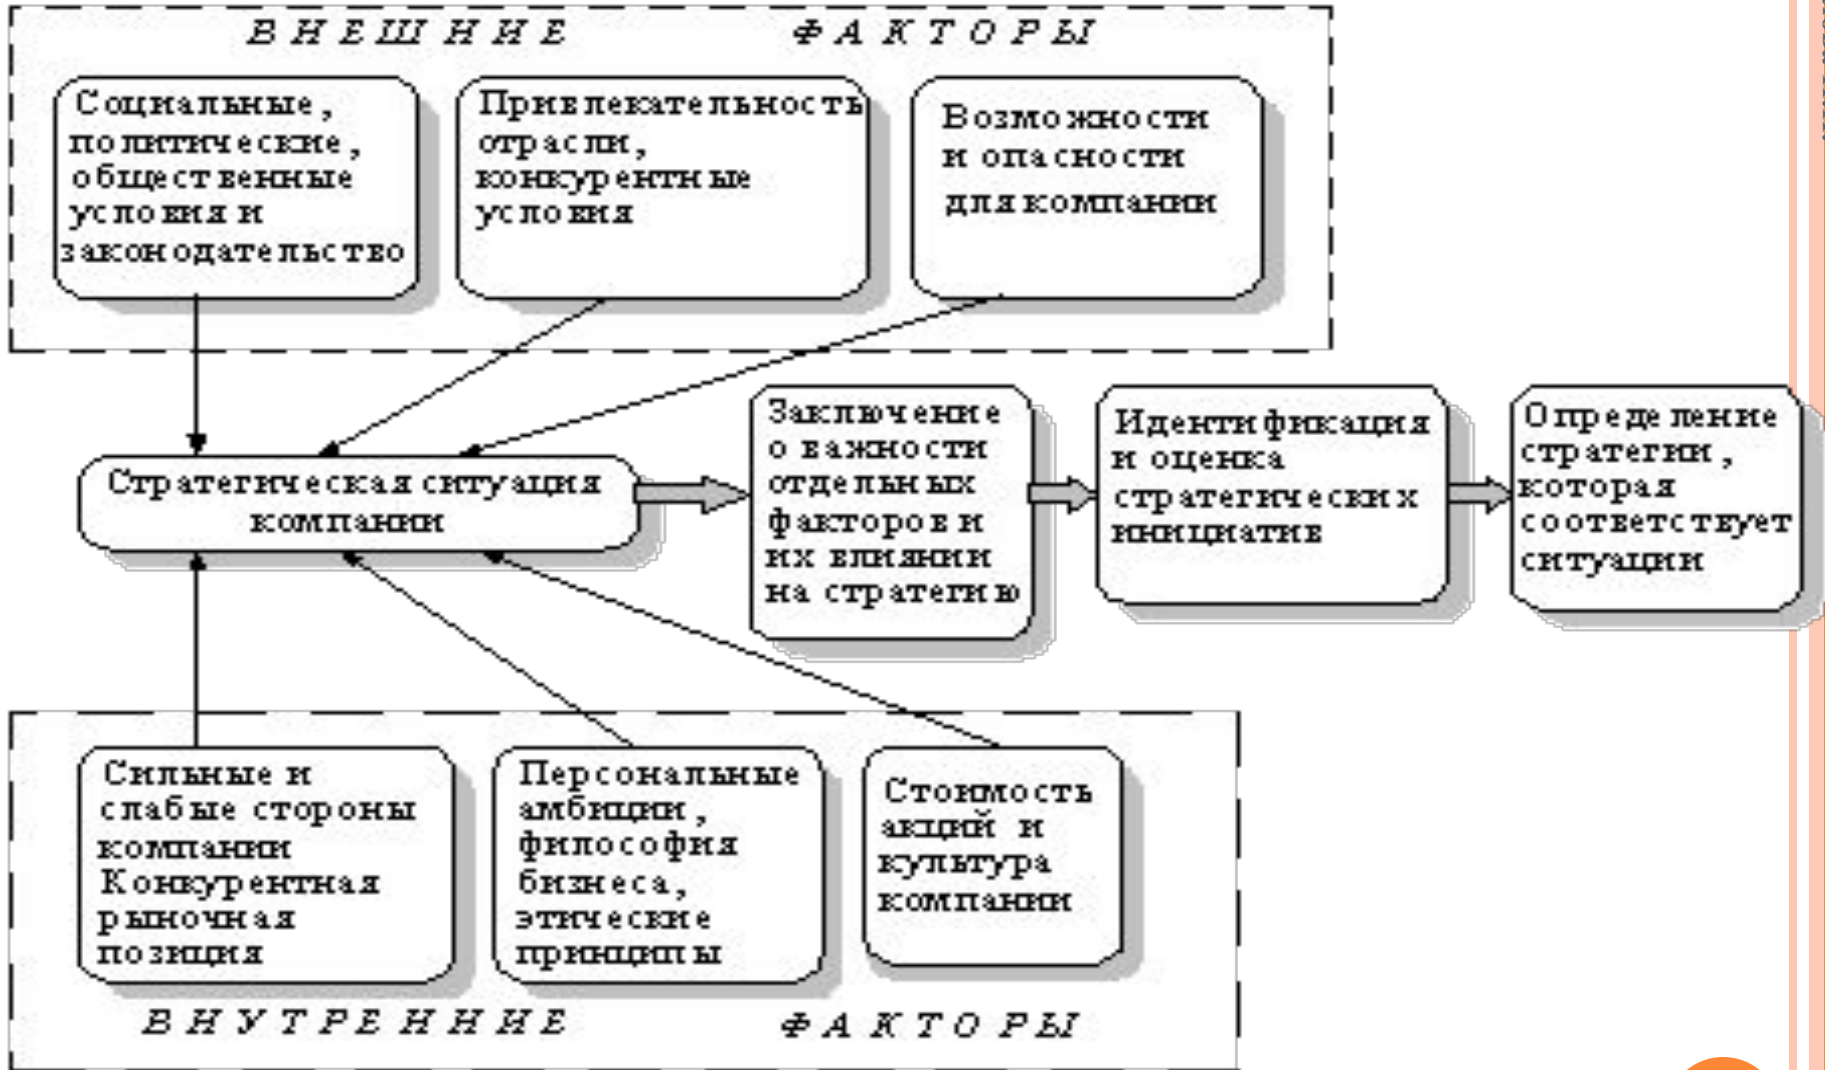 ВНЕШНИЕ ФАКТОРЫ
Социальные,
политические,
общественные
условия и
законодательство
Привлекательность
отрасли,
конкурентные
условия
Возможности
и опасности
для компании
Стратегическая ситуация
компании
Заключение
о важности
отдельных
факторов и
их влиянии
на стратегию
Идентификация
и оценка
стратегических
инициатив
Определение
стратегии,
которая
соответствует
ситуации
Сильные и
слабые стороны
компании
Конкурентная
рыночная
позиция
Персональные
амбиции,
философия
бизнеса,
этические
принципы
Стоимость
акций и
культура
компании
ВНУТРЕННИЕ ФАКТОРЫ